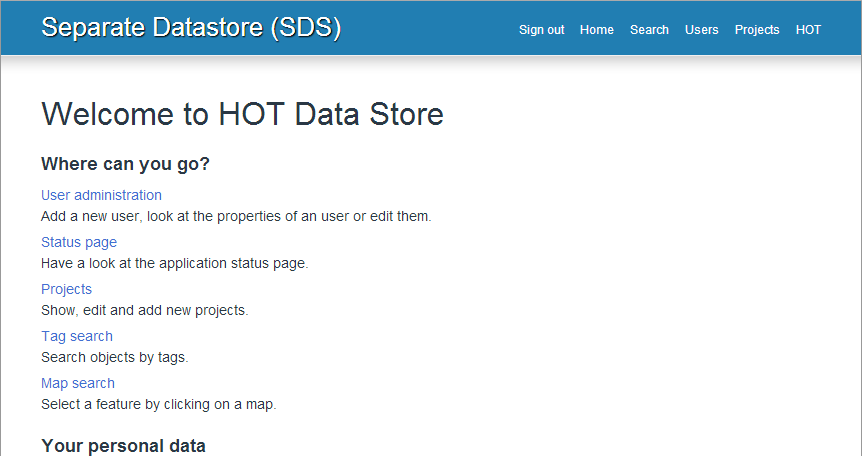 Separate Datastore (SDS)
Sign out Home Search Users Projects HOT
Welcome to HOT Data Store
Where can you go?
User administration
Add a new user, look at the properties of an user or edit them.
Status page
Have a look at the application status page.
Projects
Show, edit and add new projects.
Tag search
Search objects by tags.
Map search
Select a feature by clicking on a map.
Your personal data